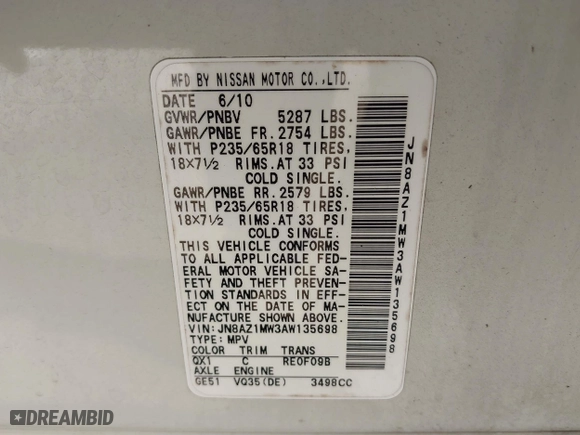 MFD BY NISSAN MOTOR CO.,LTD.
DATE 6/10
GVWR/PNBV 5287 LBS.
GAWR/PNBE FR. 2754 LBS.
WITH P235/65R18 TIRES,
18×7½ RIMS.AT 33 PSI
COLD SINGLE.
GAWR/PNBE RR. 2579 LBS.
WITH P235/65R18 TIRES,
18×7½ RIMS.AT 33 PSI
COLD SINGLE.
THIS VEHICLE CONFORMS
TO ALL APPLICABLE FED-
ERAL MOTOR VEHICLE SA-
FETY AND THEFT PREVEN-
TION STANDARDS IN EFF-
ECT ON THE DATE OF MA-
NUFACTURE SHOWN ABOVE.
VIN: JN8AZ1MW3AW135698
TYPE: MPV
COLOR TRIM TRANS
QX1 C RE0F09B
AXLE ENGINE
GE51 VQ35(DE) 3498CC
JN8AZ1MW3AW135698
DREAMBID